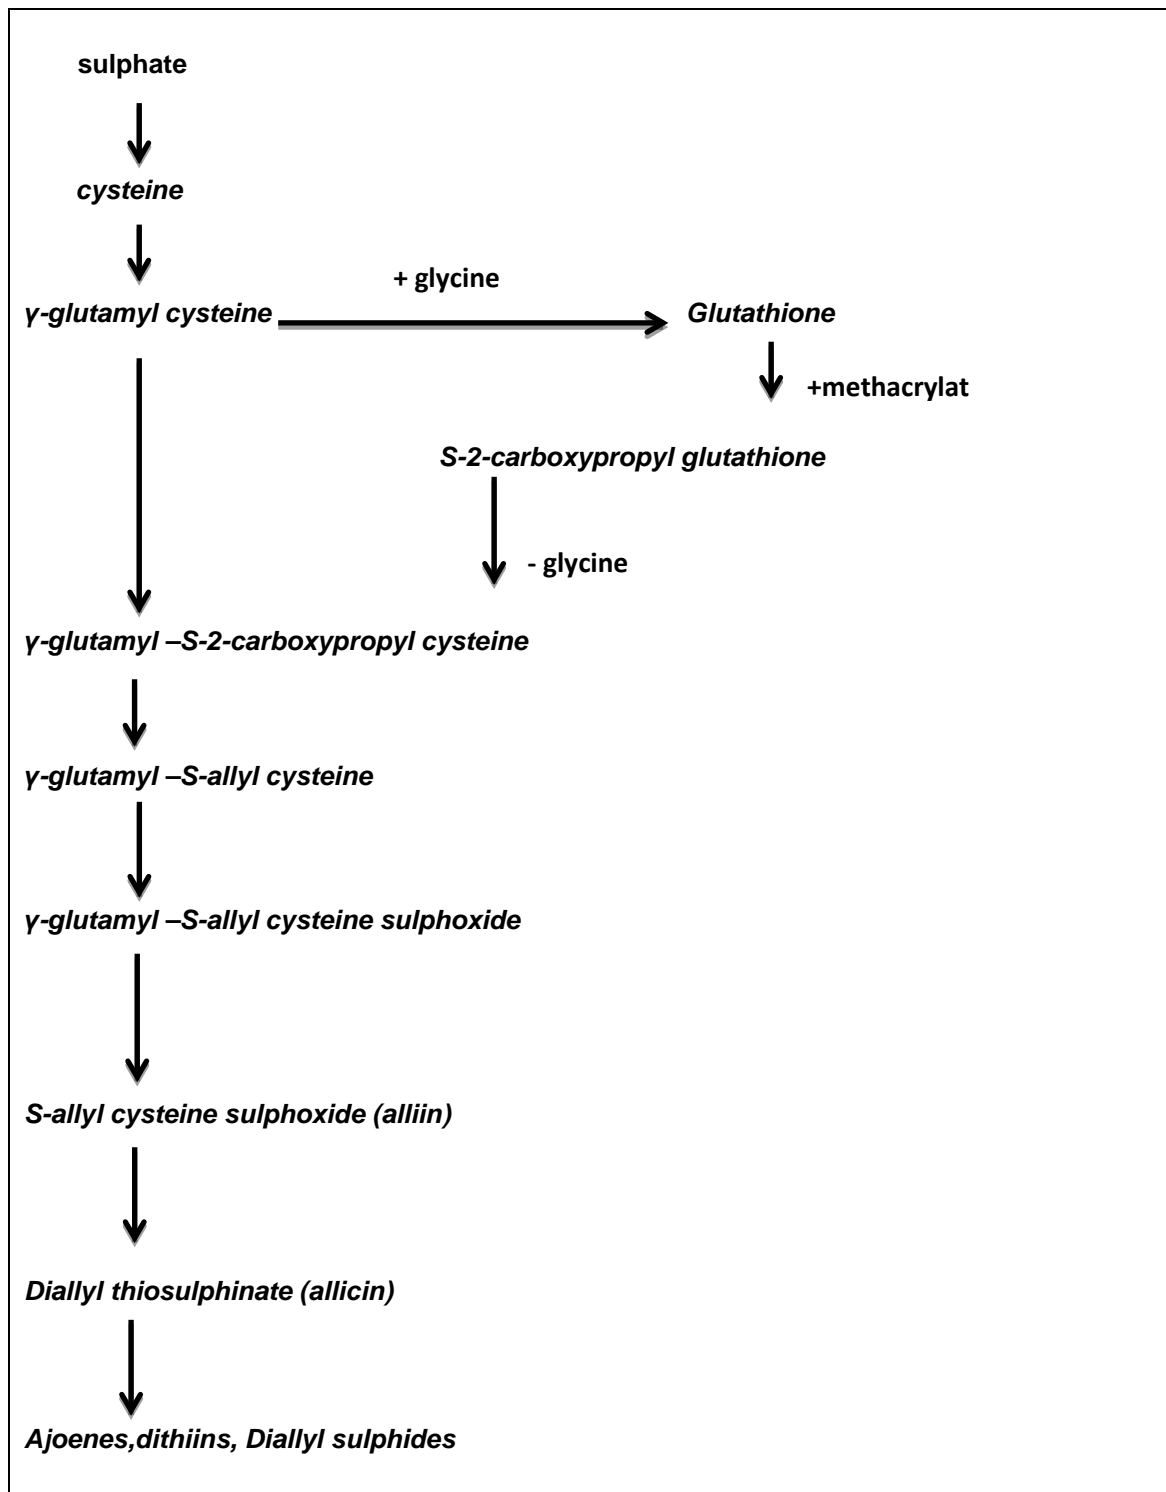 sulphate
cysteine
+ glycine
γ-glutamyl cysteine
Glutathione
+methacrylat
S-2-carboxypropyl glutathione
- glycine
γ-glutamyl –S-2-carboxypropyl cysteine
γ-glutamyl –S-allyl cysteine
γ-glutamyl –S-allyl cysteine sulphoxide
S-allyl cysteine sulphoxide (alliin)
Diallyl thiosulphinate (allicin)
Ajoenes,dithiins, Diallyl sulphides